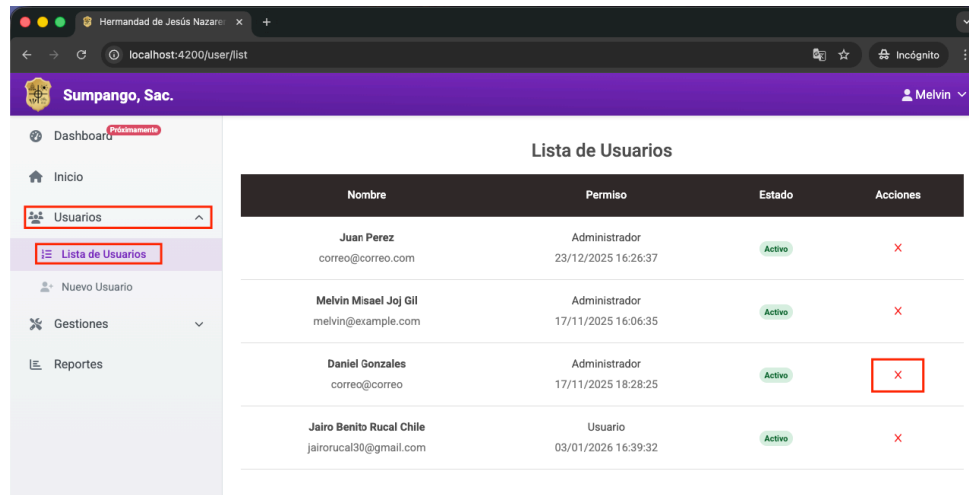 Hermandad de Jesús Nazaren
localhost:4200/user/list
Incógnito
Sumpango, Sac.
Melvin
Dashboard
Próximamente
Inicio
Usuarios
Lista de Usuarios
Nuevo Usuario
Gestiones
Reportes
Lista de Usuarios
Nombre Permiso Estado Acciones
Juan Perez Administrador Activo X
correo@correo.com 23/12/2025 16:26:37
Melvin Misael Joj Gil Administrador Activo X
melvin@example.com 17/11/2025 16:06:35
Daniel Gonzales Administrador Activo X
correo@correo 17/11/2025 18:28:25
Jairo Benito Rucal Chile Usuario Activo X
jairorucal30@gmail.com 03/01/2026 16:39:32